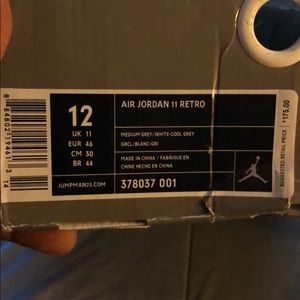 12
UK 11
EUR 46
CM 30
BR 44
JUMPMAN23.COM
AIR JORDAN 11 RETRO
MEDIUM GREY/WHITE-COOL GREY
GRCL/BLANC-GRI
MADE IN CHINA / FABRIQUE EN
CHINE HECHO EN CHINA
378037 001
SUGGESTED RETAIL PRICE
$175.00